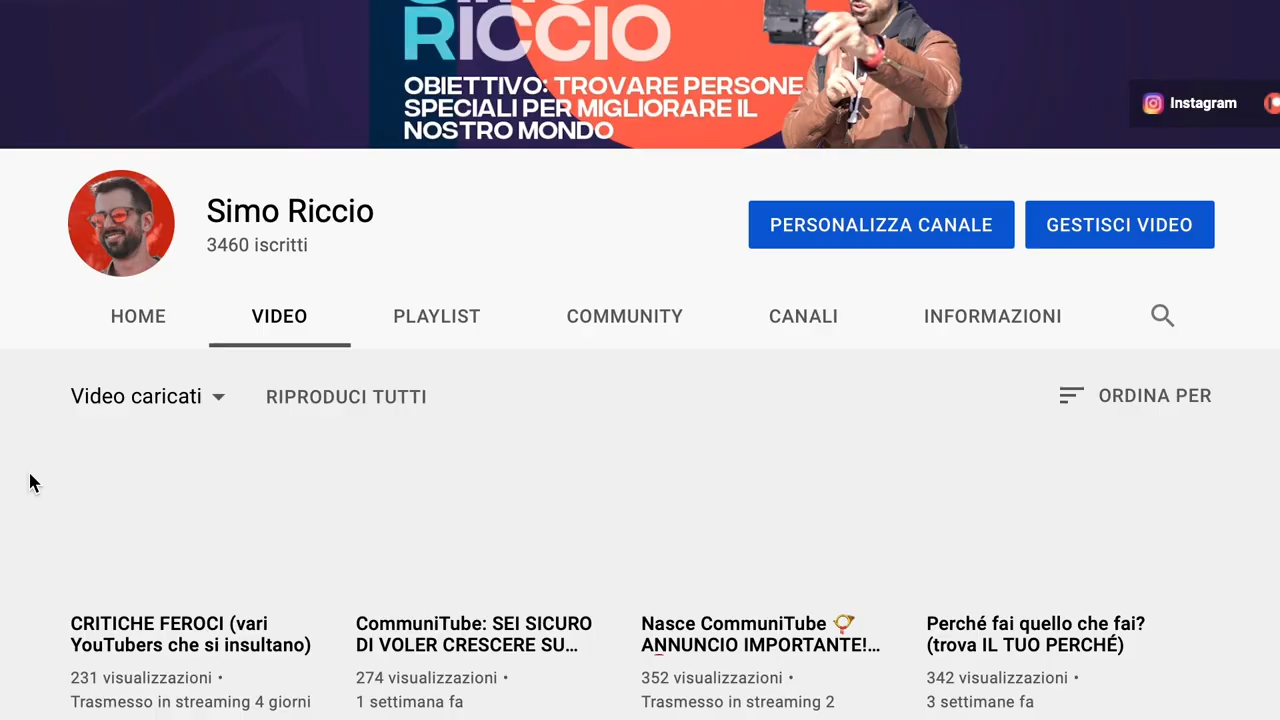 RICCIO
OBIETTIVO: TROVARE PERSONE
SPECIALI PER MIGLIORARE IL
NOSTRO MONDO
Instagram
Simo Riccio
3460 iscritti
PERSONALIZZA CANALE
GESTISCI VIDEO
HOME
VIDEO
PLAYLIST
COMMUNITY
CANALI
INFORMAZIONI
Video caricati
RIPRODUCI TUTTI
ORDINA PER
CRITICHE FEROCI (vari
YouTubers che si insultano)
231 visualizzazioni •
Trasmesso in streaming 4 giorni
CommuniTube: SEI SICURO
DI VOLER CRESCERE SU...
274 visualizzazioni •
1 settimana fa
Nasce CommuniTube 📯
ANNUNCIO IMPORTANTE!...
352 visualizzazioni •
Trasmesso in streaming 2
Perché fai quello che fai?
(trova IL TUO PERCHÉ)
342 visualizzazioni •
3 settimane fa